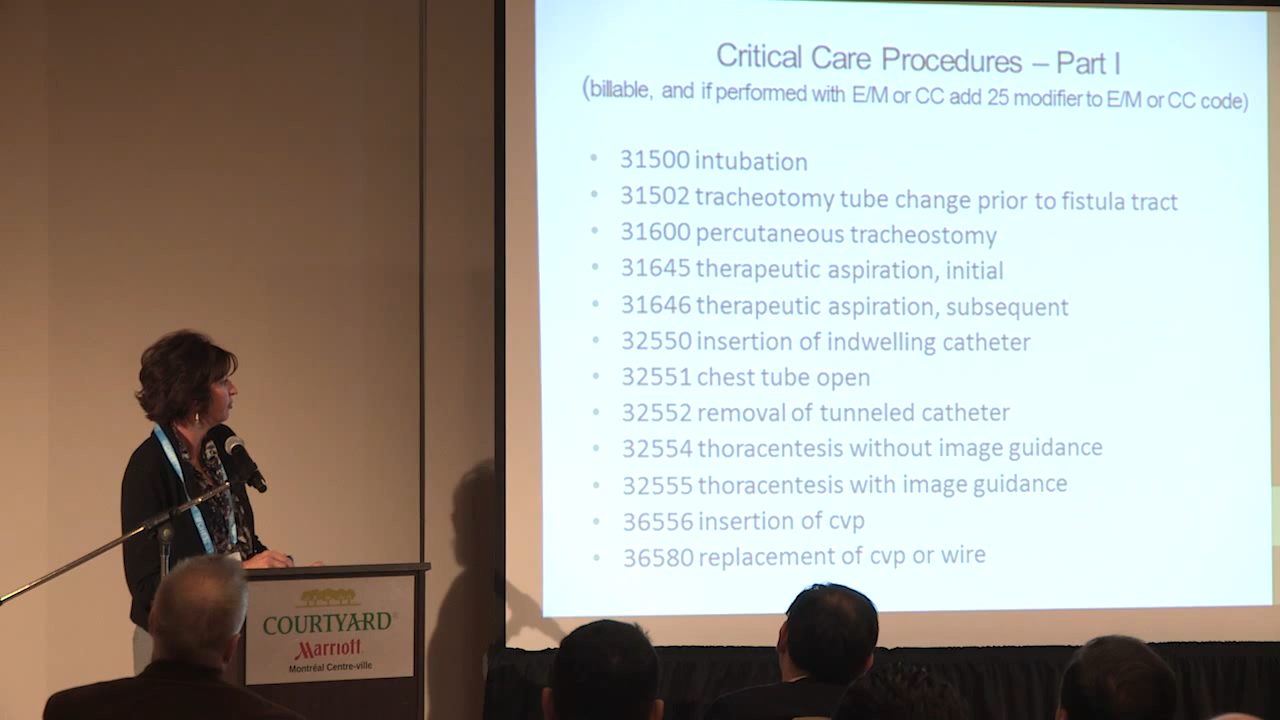 Critical Care Procedures – Part I
(billable, and if performed with E/M or CC add 25 modifier to E/M or CC code)
• 31500 intubation
• 31502 tracheotomy tube change prior to fistula tract
• 31600 percutaneous tracheostomy
• 31645 therapeutic aspiration, initial
• 31646 therapeutic aspiration, subsequent
• 32550 insertion of indwelling catheter
• 32551 chest tube open
• 32552 removal of tunneled catheter
• 32554 thoracentesis without image guidance
• 32555 thoracentesis with image guidance
• 36556 insertion of cvp
• 36580 replacement of cvp or wire
COURTYARD®
Marriott.
Montréal Centre-ville